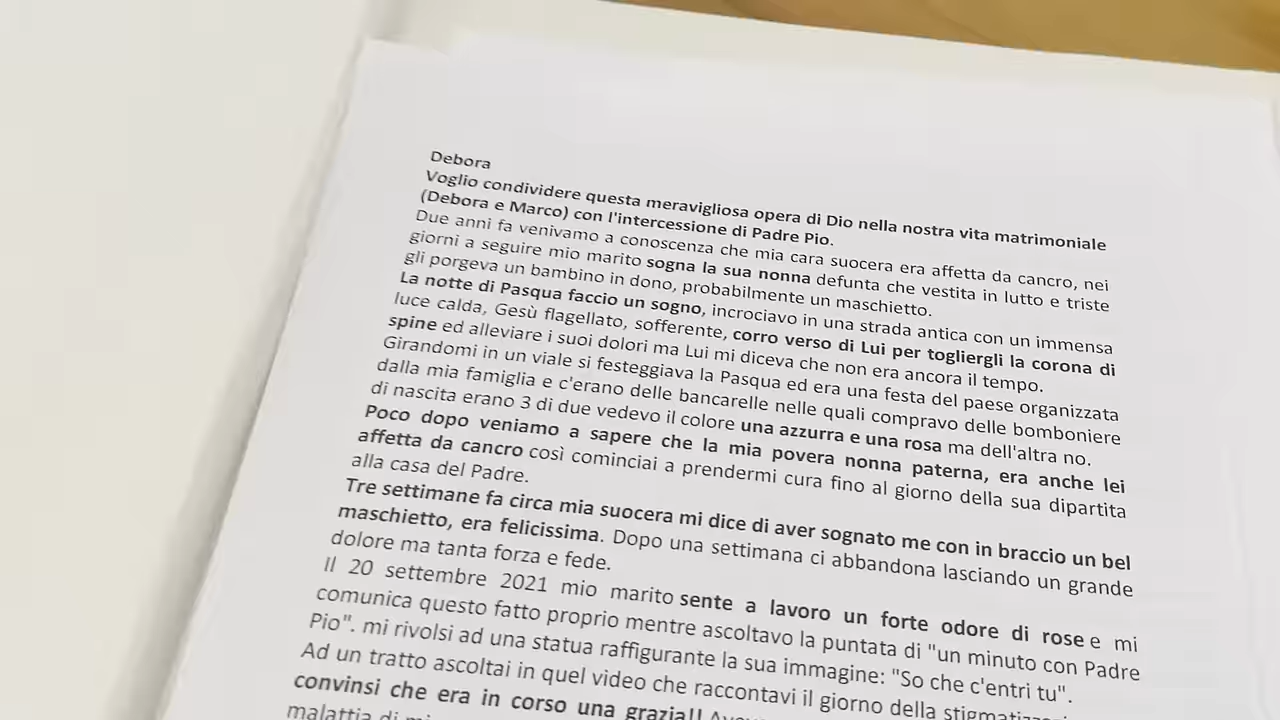 Debora
Voglio condividere questa meravigliosa opera di Dio nella nostra vita matrimoniale
(Debora e Marco) con l'intercessione di Padre Pio.
Due anni fa venivamo a conoscenza che mia cara suocera era affetta da cancro, nei
giorni a seguire mio marito sogna la sua nonna defunta che vestita in lutto e triste
gli porgeva un bambino in dono, probabilmente un maschietto.
La notte di Pasqua faccio un sogno, incrociavo in una strada antica con un immensa
luce calda, Gesù flagellato, sofferente, corro verso di Lui per togliergli la corona di
spine ed alleviare i suoi dolori ma Lui mi diceva che non era ancora il tempo.
Girandomi in un viale si festeggiava la Pasqua ed era una festa del paese organizzata
dalla mia famiglia e c'erano delle bancarelle nelle quali compravo delle bomboniere
di nascita erano 3 di due vedevo il colore una azzurra e una rosa ma dell'altra no.
Poco dopo veniamo a sapere che la mia povera nonna paterna, era anche lei
affetta da cancro così cominciai a prendermi cura fino al giorno della sua dipartita
alla casa del Padre.
Tre settimane fa circa mia suocera mi dice di aver sognato me con in braccio un bel
maschietto, era felicissima. Dopo una settimana ci abbandona lasciando un grande
dolore ma tanta forza e fede.
Il 20 settembre 2021 mio marito sente a lavoro un forte odore di rose e mi
comunica questo fatto proprio mentre ascoltavo la puntata di "un minuto con Padre
Pio". mi rivolsi ad una statua raffigurante la sua immagine: "So che c'entri tu".
Ad un tratto ascoltai in quel video che raccontavi il giorno della
convinsi che era in corso una grazia!!
malattia di